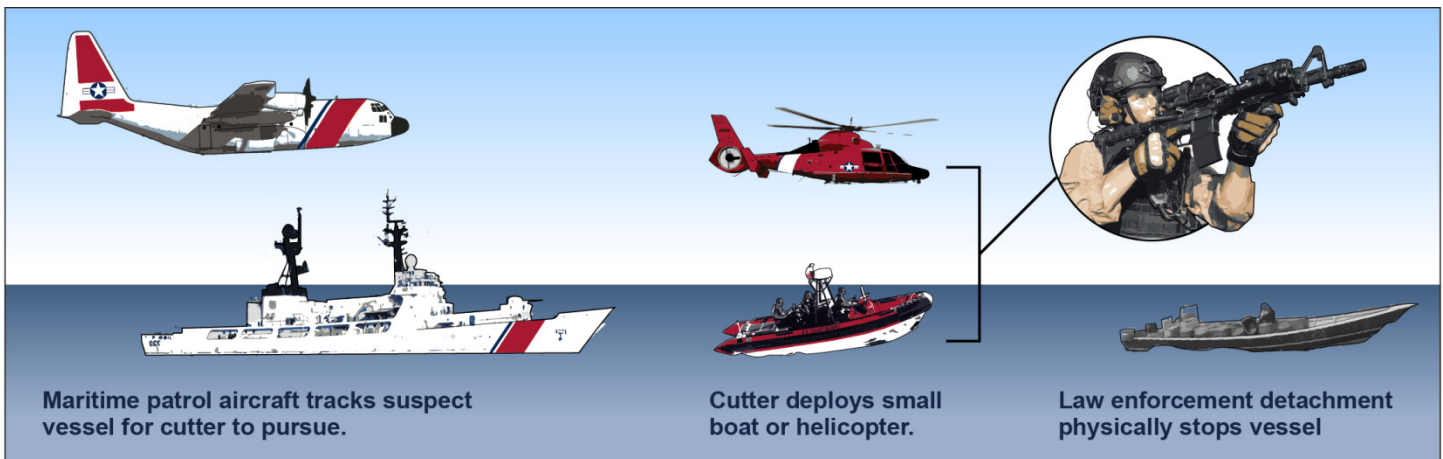 Maritime patrol aircraft tracks suspect
vessel for cutter to pursue.
Cutter deploys small
boat or helicopter.
Law enforcement detachment
physically stops vessel